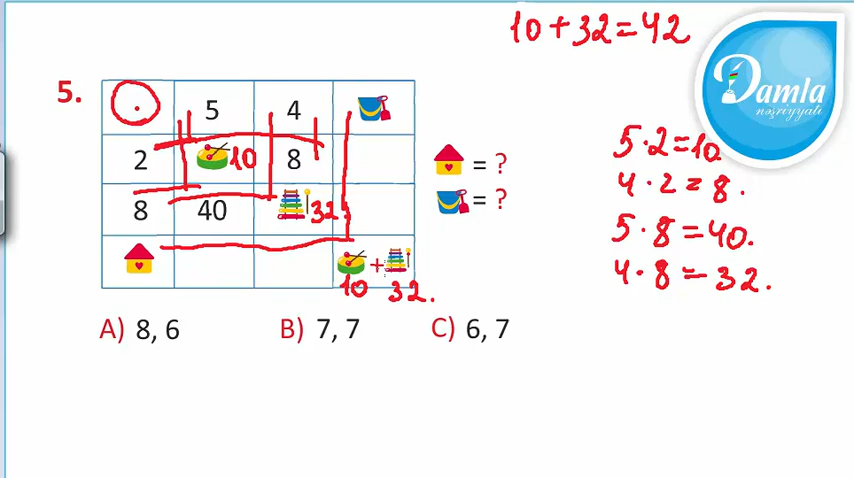 10+32=42
Damla
nəşriyyatı
5.
.
5 4
2 10 8
8 40 32
= ?
= ?
+
10 32.
5·2=10
4·2=8.
5·8=40.
4·8=32.
A) 8, 6 B) 7, 7 C) 6, 7